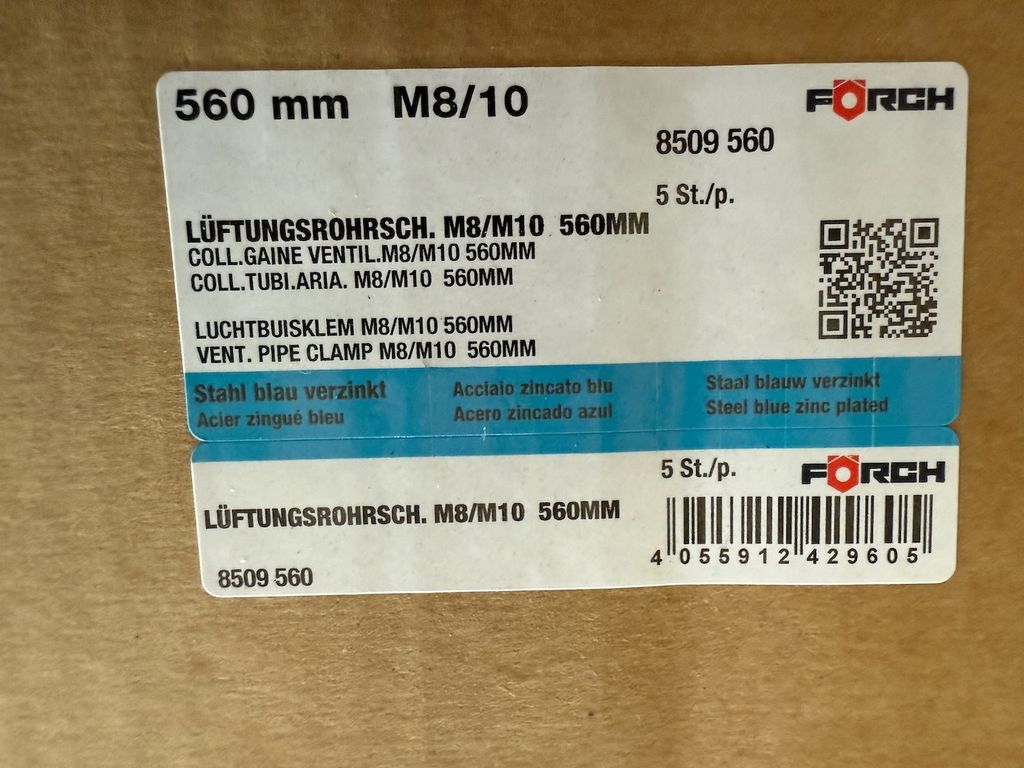 560 mm M8/10
FÖRCH
8509 560
5 St./p.
LÜFTUNGSROHRSCH. M8/M10 560MM
COLL.GAINE VENTIL.M8/M10 560MM
COLL.TUBI.ARIA. M8/M10 560MM
LUCHTBUISKLEM M8/M10 560MM
VENT. PIPE CLAMP M8/M10 560MM
Stahl blau verzinkt
Acier zingué bleu
Acciaio zincato blu
Acero zincado azul
Staal blauw verzinkt
Steel blue zinc plated
5 St./p.
FÖRCH
LÜFTUNGSROHRSCH. M8/M10 560MM
4 055912 429605
8509 560